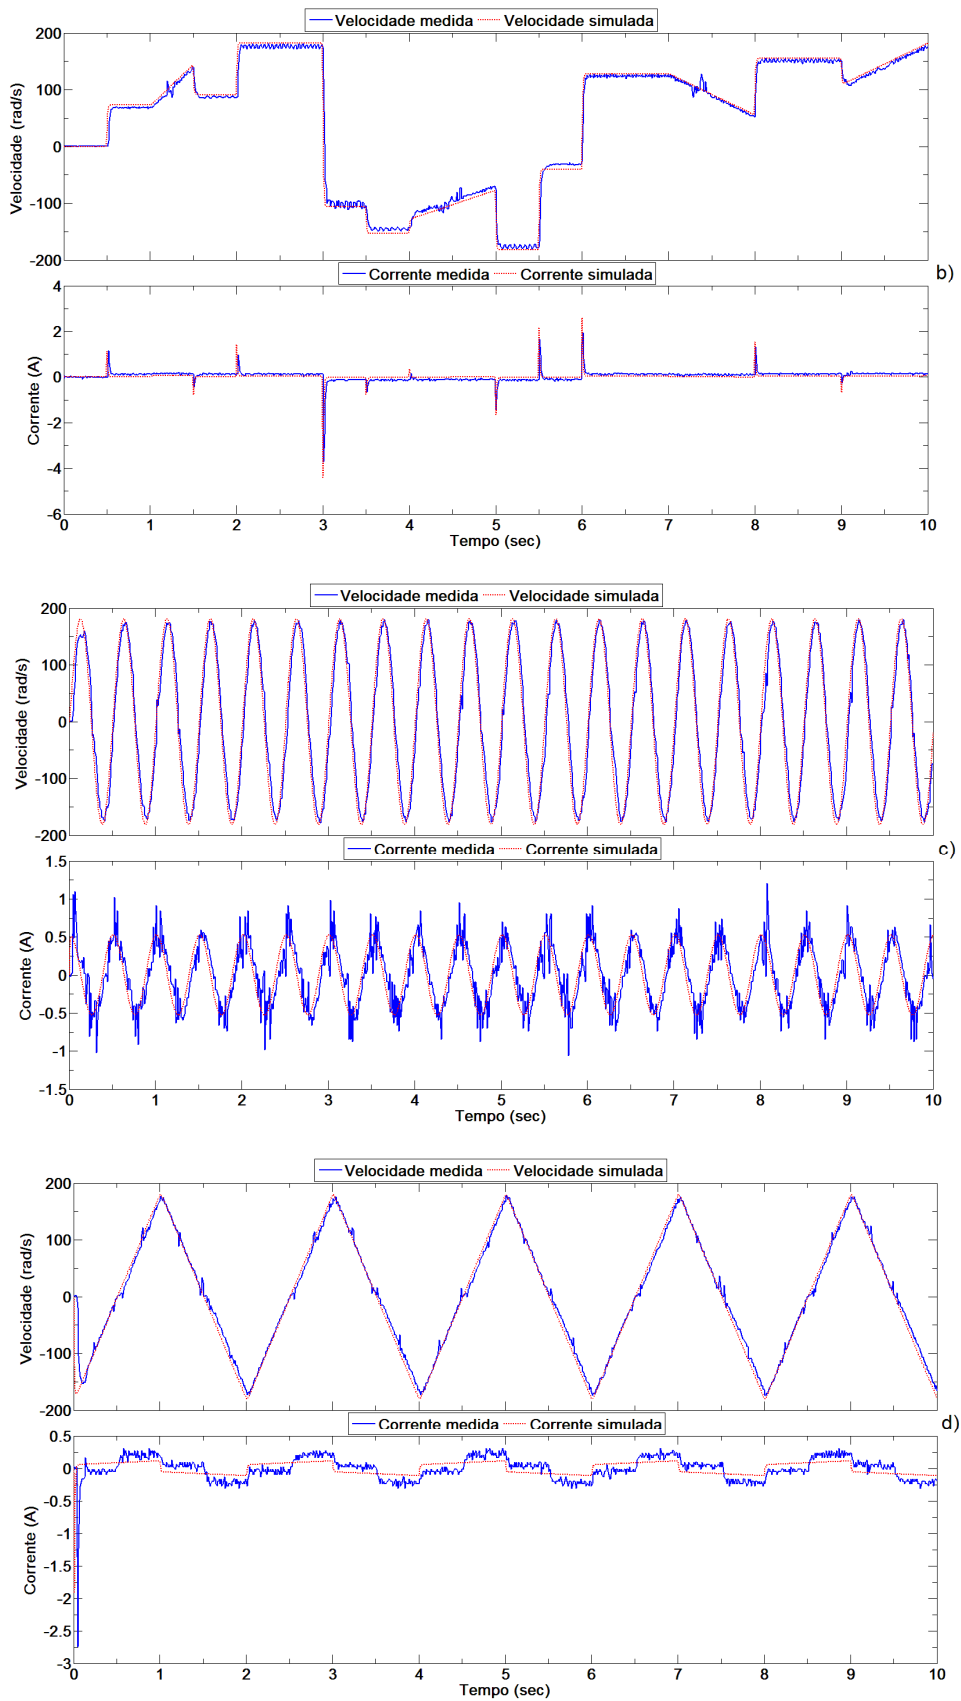 Velocidade medida Velocidade simulada
200
100
0
-100
-200
Velocidade (rad/s)
b)
Corrente medida Corrente simulada
4
2
0
-2
-4
-6
Corrente (A)
0 1 2 3 4 5 6 7 8 9 10
Tempo (sec)
Velocidade medida Velocidade simulada
200
100
0
-100
-200
Velocidade (rad/s)
c)
Corrente medida Corrente simulada
1.5
1
0.5
0
-0.5
-1
-1.5
Corrente (A)
0 1 2 3 4 5 6 7 8 9 10
Tempo (sec)
Velocidade medida Velocidade simulada
200
100
0
-100
-200
Velocidade (rad/s)
d)
Corrente medida Corrente simulada
0.5
0
-0.5
-1
-1.5
-2
-2.5
-3
Corrente (A)
0 1 2 3 4 5 6 7 8 9 10
Tempo (sec)